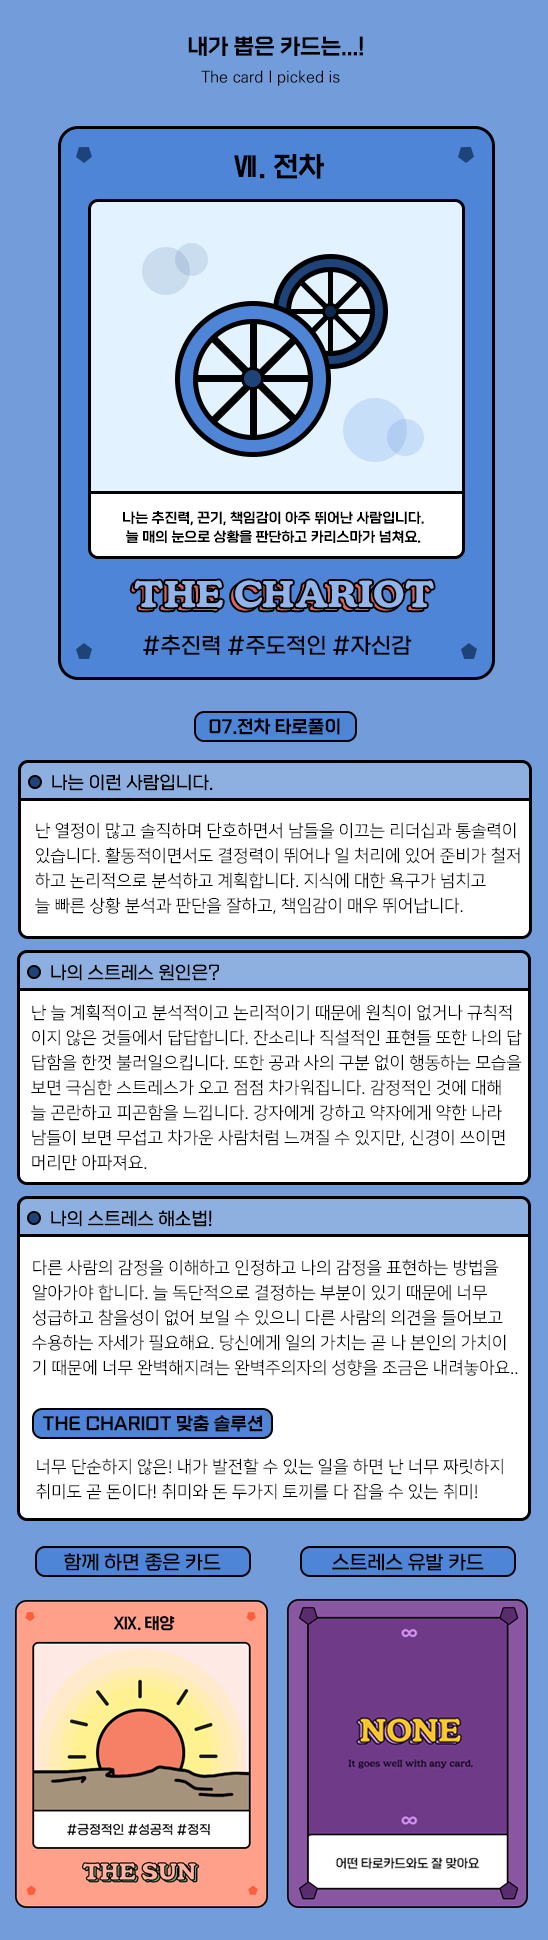 내가 뽑은 카드는...!
The card I picked is
Ⅶ. 전차
나는 추진력, 끈기, 책임감이 아주 뛰어난 사람입니다.
늘 매의 눈으로 상황을 판단하고 카리스마가 넘쳐요.
THE CHARIOT
#추진력 #주도적인 #자신감
07.전차 타로풀이
나는 이런 사람입니다.
난 열정이 많고 솔직하며 단호하면서 남들을 이끄는 리더십과 통솔력이
있습니다. 활동적이면서도 결정력이 뛰어나 일 처리에 있어 준비가 철저
하고 논리적으로 분석하고 계획합니다. 지식에 대한 욕구가 넘치고
늘 빠른 상황 분석과 판단을 잘하고, 책임감이 매우 뛰어납니다.
나의 스트레스 원인은?
난 늘 계획적이고 분석적이고 논리적이기 때문에 원칙이 없거나 규칙적
이지 않은 것들에서 답답합니다. 잔소리나 직설적인 표현들 또한 나의 답
답함을 한껏 불러일으킵니다. 또한 공과 사의 구분 없이 행동하는 모습을
보면 극심한 스트레스가 오고 점점 차가워집니다. 감정적인 것에 대해
늘 곤란하고 피곤함을 느낍니다. 강자에게 강하고 약자에게 약한 나라
남들이 보면 무섭고 차가운 사람처럼 느껴질 수 있지만, 신경이 쓰이면
머리만 아파져요.
나의 스트레스 해소법!
다른 사람의 감정을 이해하고 인정하고 나의 감정을 표현하는 방법을
알아가야 합니다. 늘 독단적으로 결정하는 부분이 있기 때문에 너무
성급하고 참을성이 없어 보일 수 있으니 다른 사람의 의견을 들어보고
수용하는 자세가 필요해요. 당신에게 일의 가치는 곧 나 본인의 가치이
기 때문에 너무 완벽해지려는 완벽주의자의 성향을 조금은 내려놓아요..
THE CHARIOT 맞춤 솔루션
너무 단순하지 않은! 내가 발전할 수 있는 일을 하면 난 너무 짜릿하지
취미도 곧 돈이다! 취미와 돈 두가지 토끼를 다 잡을 수 있는 취미!
함께 하면 좋은 카드
스트레스 유발 카드
XIX. 태양
#긍정적인 #성공적 #정직
THE SUN
∞
NONE
It goes well with any card.
∞
어떤 타로카드와도 잘 맞아요